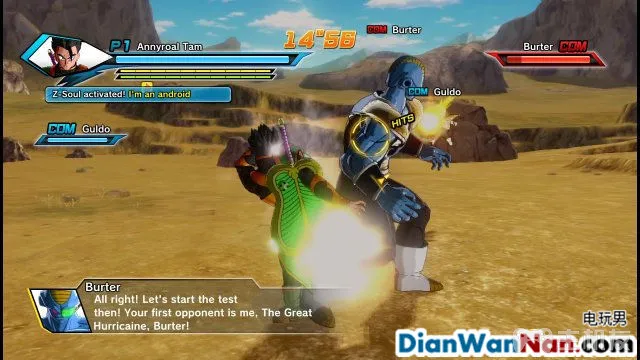 P1 Annyroal Tam
14"56
COM Burter
Burter COM
Z-Soul activated! I'm an android
COM Guldo
COM Guldo
HITS
Burter
All right! Let's start the test
then! Your first opponent is me, The Great
Hurricaine, Burter!
电玩男
DianWanNan.com